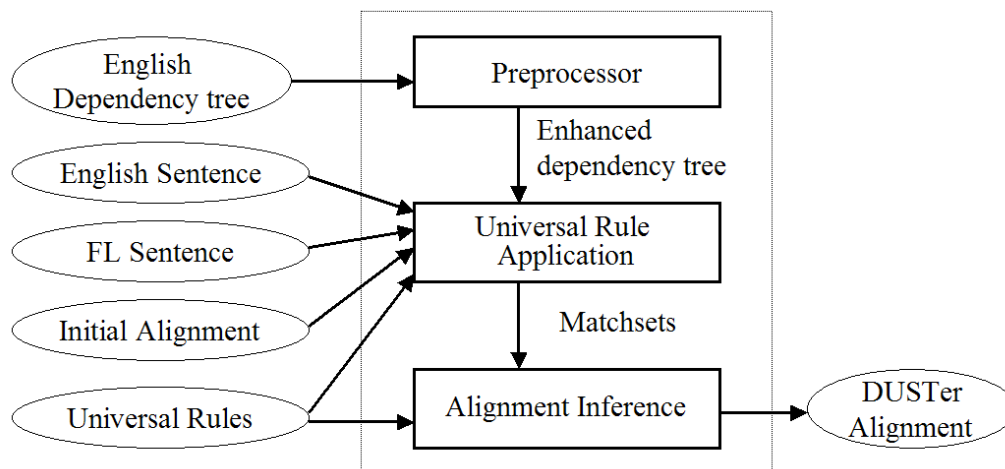 English
Dependency tree
Preprocessor
Enhanced
dependency tree
English Sentence
FL Sentence
Universal Rule
Application
Initial Alignment
Matchsets
Universal Rules
Alignment Inference
DUSTer
Alignment